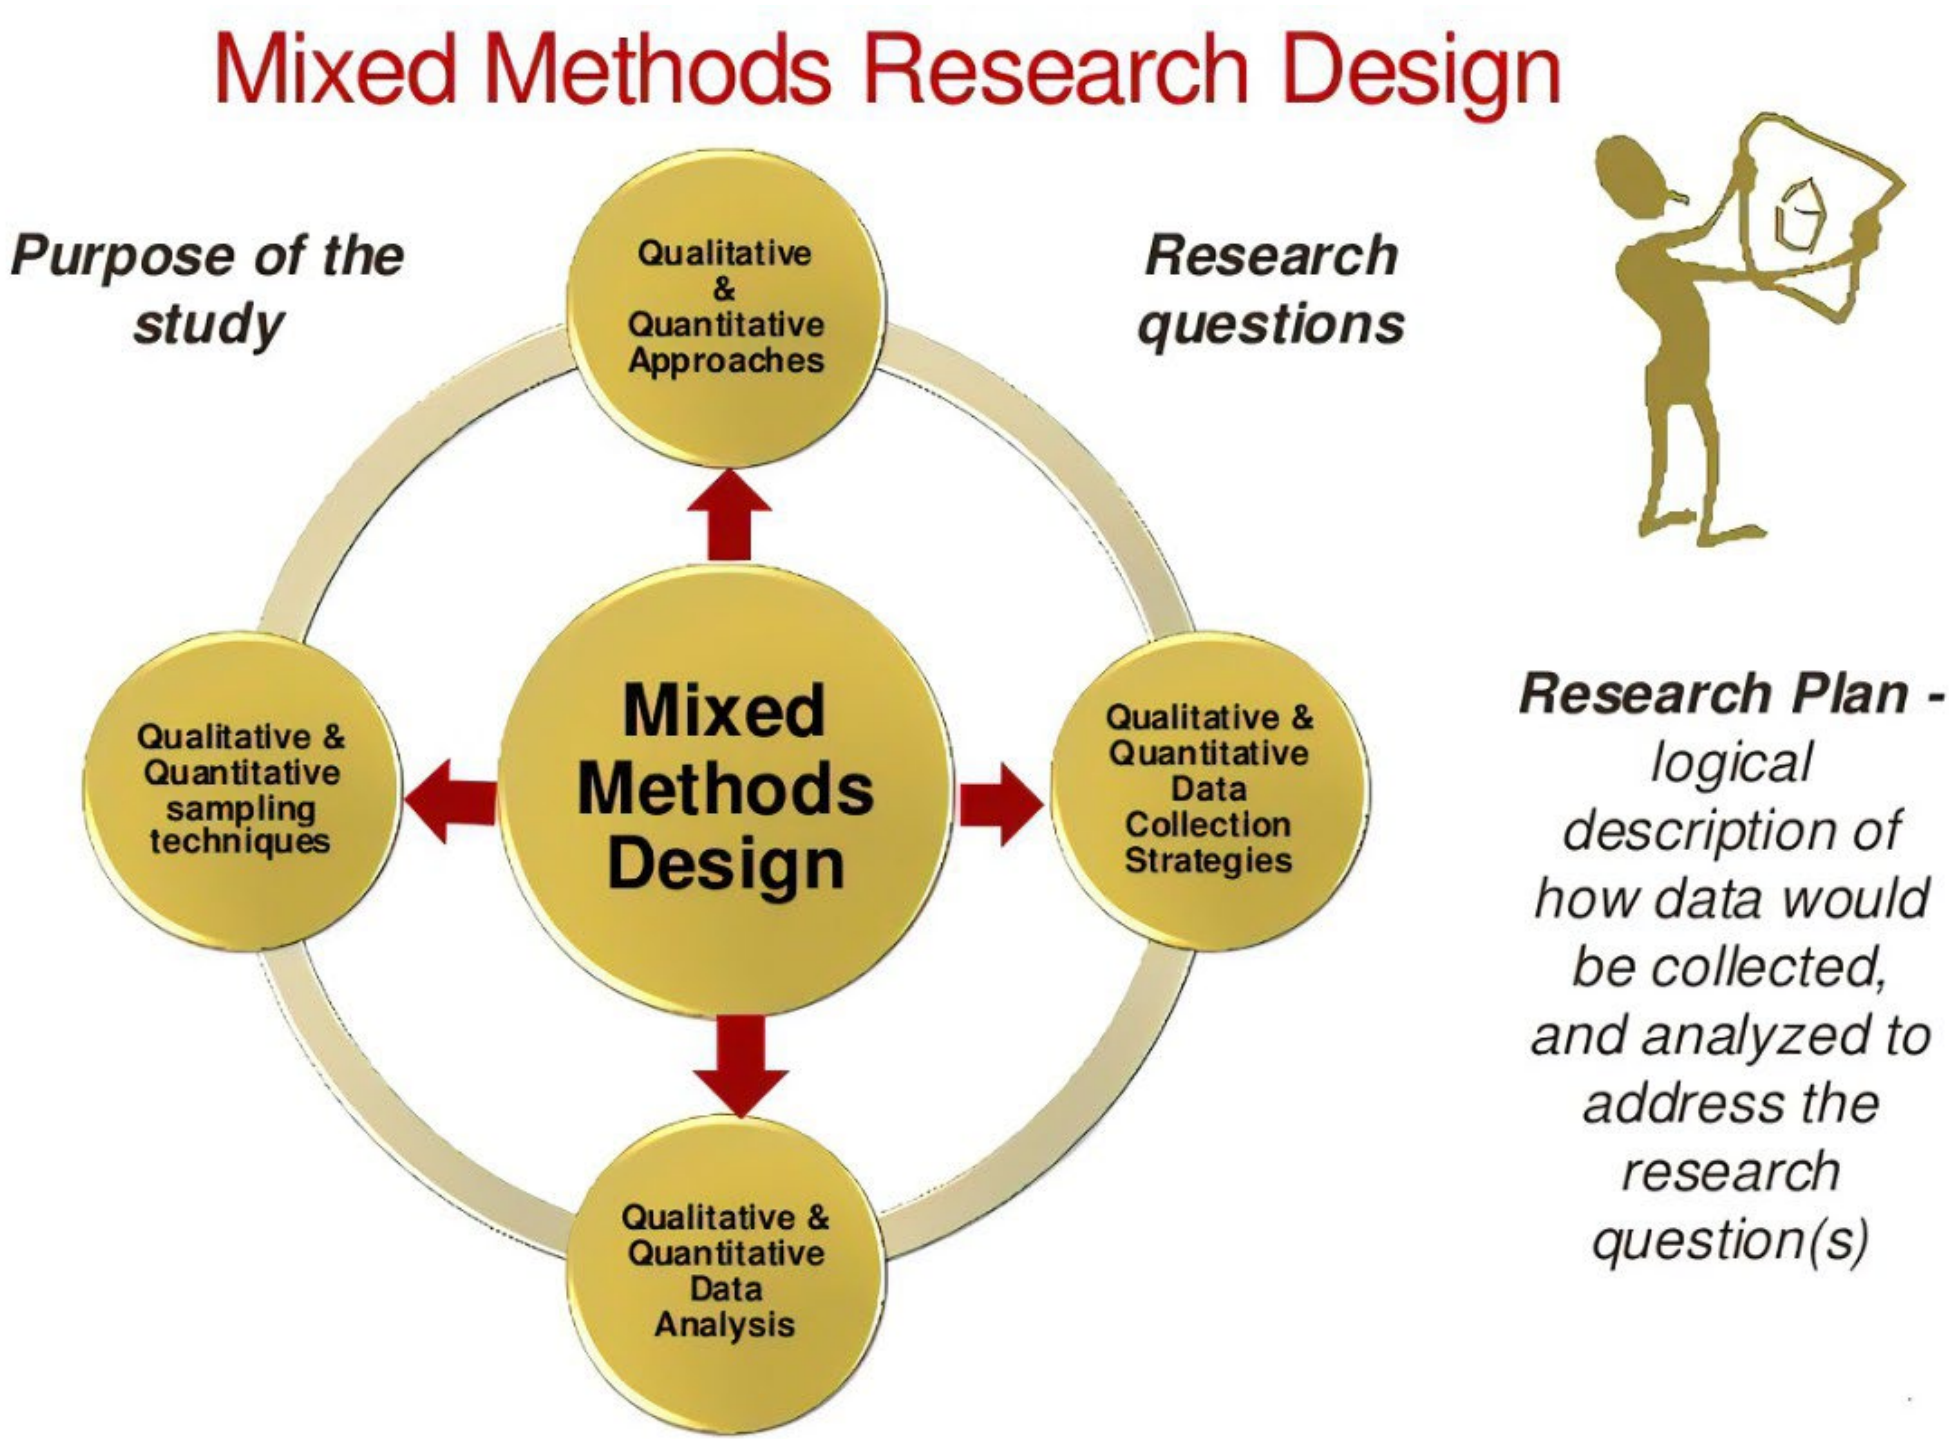 Mixed Methods Research Design
Purpose of the
study
Qualitative
&
Quantitative
Approaches
Research
questions
Qualitative &
Quantitative
sampling
techniques
Mixed
Methods
Design
Qualitative &
Quantitative
Data
Collection
Strategies
Qualitative &
Quantitative
Data
Analysis
Research Plan -
logical
description of
how data would
be collected,
and analyzed to
address the
research
question(s)